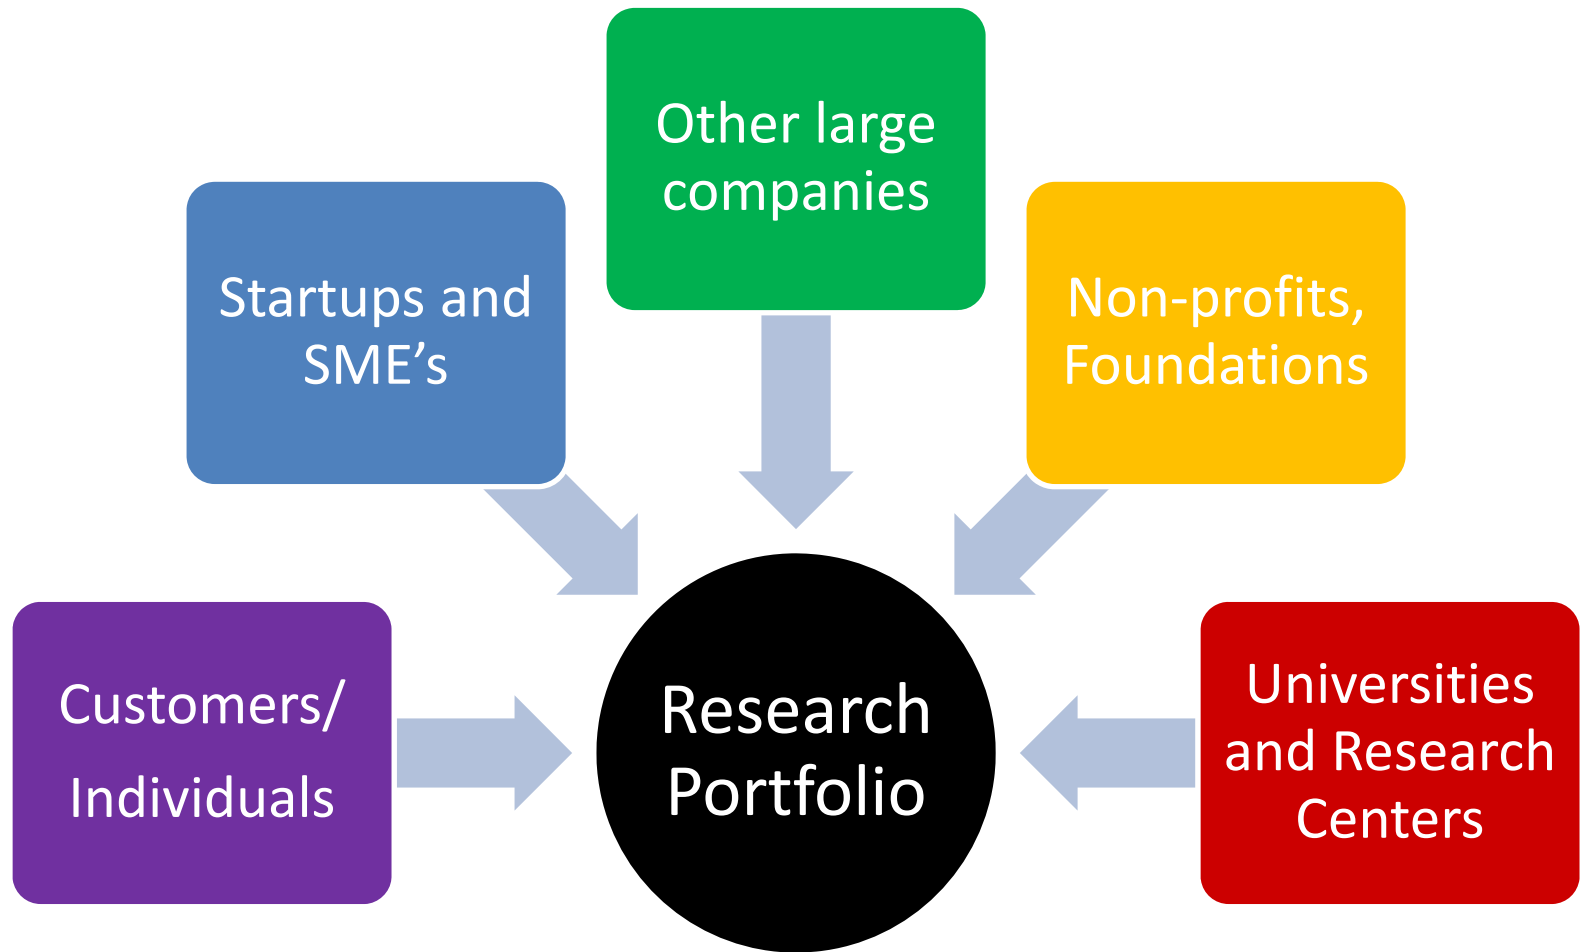 Other large
companies
Startups and
SME’s
Non-profits,
Foundations
Customers/
Individuals
Research
Portfolio
Universities
and Research
Centers